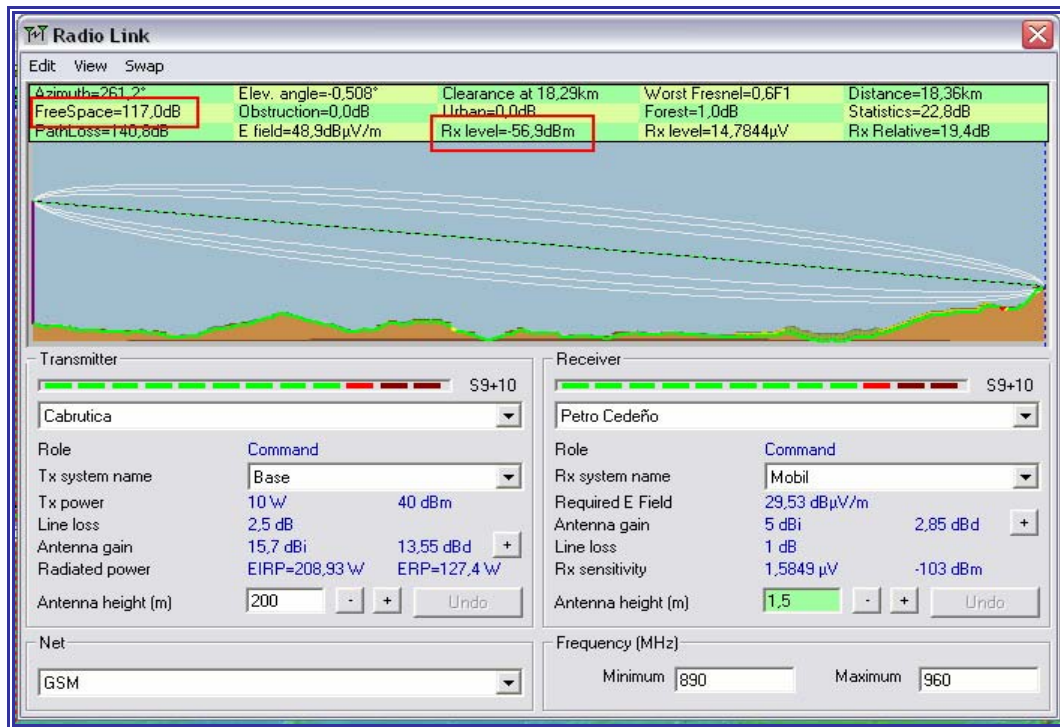 Radio Link
Edit View Swap
Azimuth=261,2° Elev. angle=-0,508° Clearance at 18,29km Worst Fresnel=0,6F1 Distance=18,36km
FreeSpace=117,0dB Obstruction=0,0dB Urban=0,0dB Forest=1,0dB Statistics=22,8dB
PathLoss=140,8dB E field=48,9dBµV/m Rx level=-56,9dBm Rx level=14,7844µV Rx Relative=19,4dB
Transmitter
S9+10
Cabrutica
Role Command
Tx system name Base
Tx power 10 W 40 dBm
Line loss 2,5 dB
Antenna gain 15,7 dBi 13,55 dBd +
Radiated power EIRP=208,93 W ERP=127,4 W
Antenna height (m) 200 - + Undo
Receiver
S9+10
Petro Cedeño
Role Command
Rx system name Mobil
Required E Field 29,53 dBµV/m
Antenna gain 5 dBi 2,85 dBd +
Line loss 1 dB
Rx sensitivity 1,5849 µV -103 dBm
Antenna height (m) 1,5 - + Undo
Net
GSM
Frequency (MHz)
Minimum 890 Maximum 960